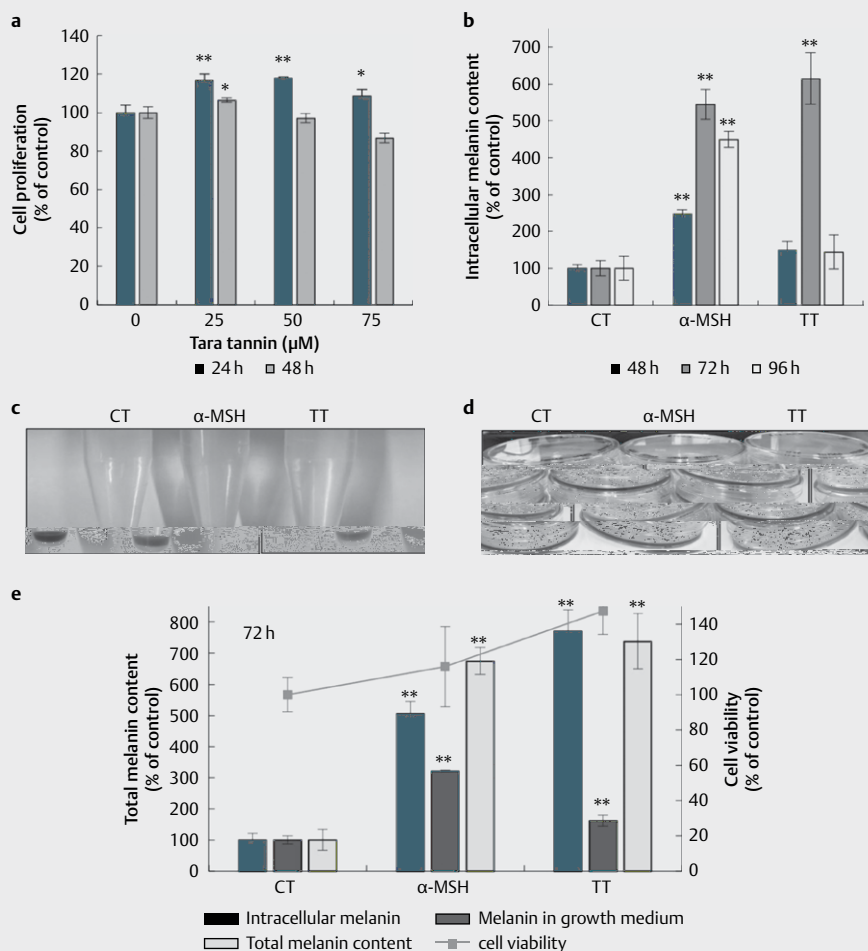 a
140
120
100
80
60
40
20
0
Cell proliferation
(% of control)
**
*
**
*
0 25 50 75
Tara tannin (µM)
24 h 48 h
b
700
600
500
400
300
200
100
0
Intracellular melanin content
(% of control)
**
**
**
**
CT α-MSH TT
48 h 72 h 96 h
c
CT α-MSH TT
d
CT α-MSH TT
e
72 h
800
700
600
500
400
300
200
100
0
Total melanin content
(% of control)
**
**
**
**
**
**
140
120
100
80
60
40
20
0
Cell viability
(% of control)
CT α-MSH TT
Intracellular melanin Melanin in growth medium
Total melanin content cell viability